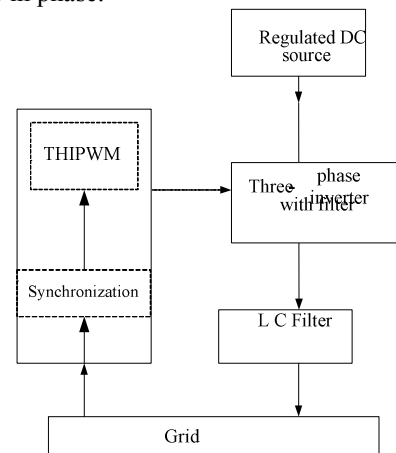 in phase.
Regulated DC
source
THIPWM
Three- phase
inverter
with filter
Synchronization
L C Filter
Grid